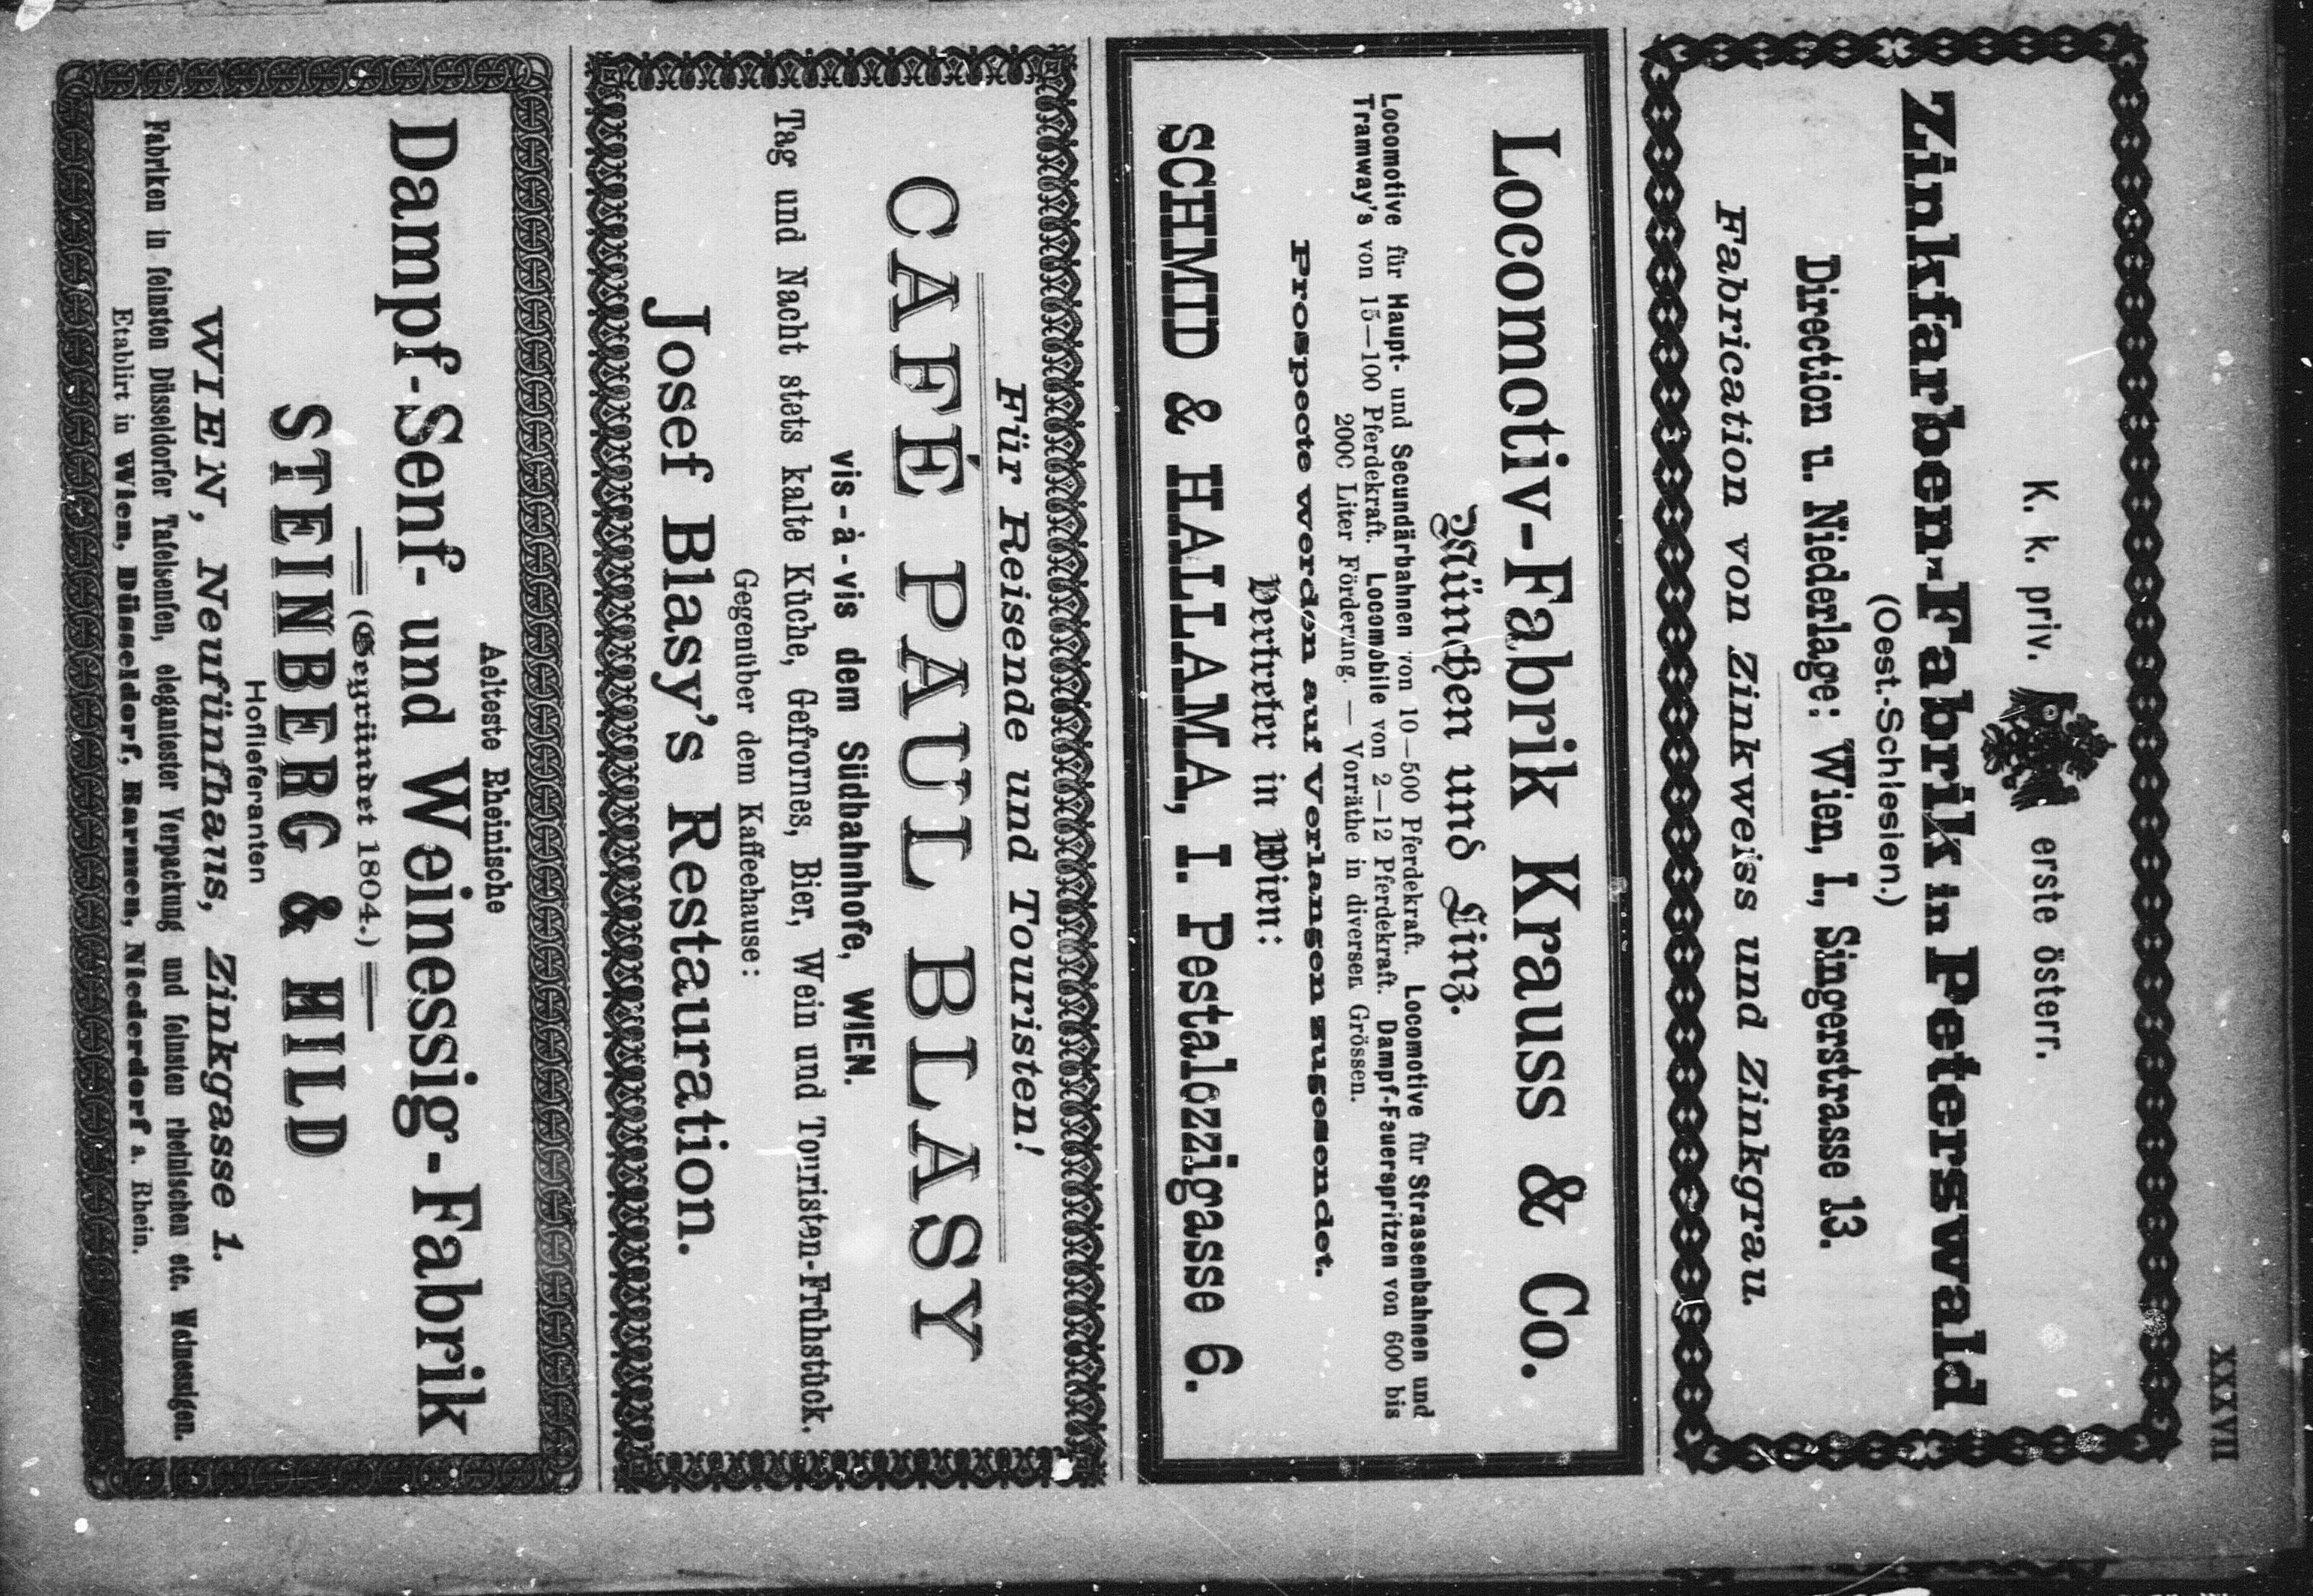 XXXVII
K. k. priv. erste österr.
Zinkfarben-Fabrik in Peterswald
(Oest.-Schlesien.)
Direction u. Niederlage: Wien, I., Singerstrasse 13.
Fabrication von Zinkweiss und Zinkgrau.
Locomotiv-Fabrik Krauss & Co.
München und Linz.
Locomotive für Haupt- und Secundärbahnen von 10—500 Pferdekraft. Locomotive für Strassenbahnen und
Tramway's von 15—100 Pferdekraft. Locomobile von 2—12 Pferdekraft. Dampf-Feuerspritzen von 600 bis
2000 Liter Förderung. — Vorräthe in diversen Grössen.
Prospecte werden auf Verlangen zugesendet.
Vertreter in Wien:
SCHMID & HALLAMA, I. Pestalozzigasse 6.
Für Reisende und Touristen!
CAFÉ PAUL BLASY
vis-à-vis dem Südbahnhofe, WIEN.
Tag und Nacht stets kalte Küche, Gefrornes, Bier, Wein und Touristen-Frühstück.
Gegenüber dem Kaffeehause:
Josef Blasy's Restauration.
Aelteste Rheinische
Dampf-Senf- und Weinessig-Fabrik
(Gegründet 1804.)
STEINBERG & HILD
Hoflieferanten
WIEN, Neufünfhaus, Zinkgasse 1.
Fabriken in feinsten Düsseldorfer Tafelsenfen, elegantester Verpackung und feinsten rheinischen etc. Weinessigen.
Etablirt in Wien, Düsseldorf, Barmen, Niederdorf a. Rhein.